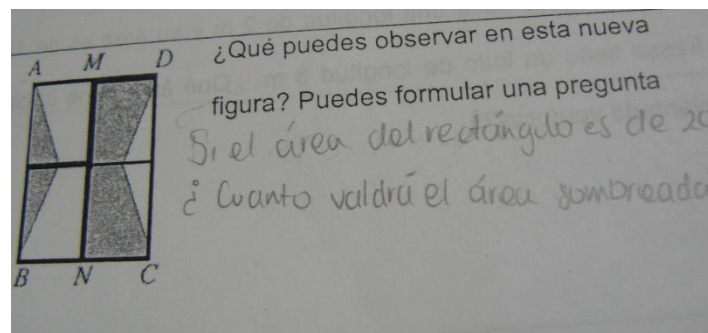 A M D
¿Qué puedes observar en esta nueva
figura? Puedes formular una pregunta
Si el área del rectángulo es de 20
¿ Cuanto valdrá el área sombreada
B N C